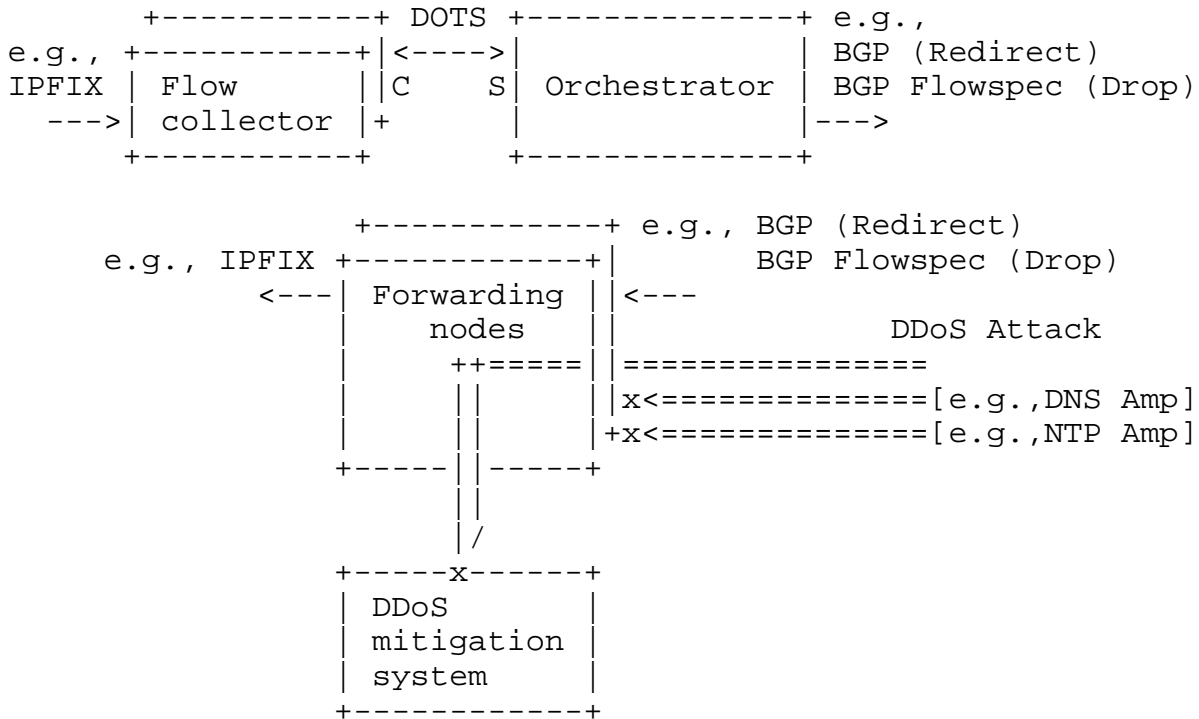 +-----------+ DOTS +--------------+ e.g.,
e.g., +-----------+|<---->|              | BGP (Redirect)
IPFIX | Flow      ||C    S| Orchestrator | BGP Flowspec (Drop)
--->| collector |+      |              |--->
+-----------+       +--------------+
+------------+ e.g., BGP (Redirect)
e.g., IPFIX +------------+|       BGP Flowspec (Drop)
<---| Forwarding ||<---
|    nodes   ||               DDoS Attack
|     ++=====||================
|     ||     ||x<==============[e.g.,DNS Amp]
|     ||     |+x<==============[e.g.,NTP Amp]
+-----||-----+
||
|/
+-----x------+
| DDoS       |
| mitigation |
| system     |
+------------+